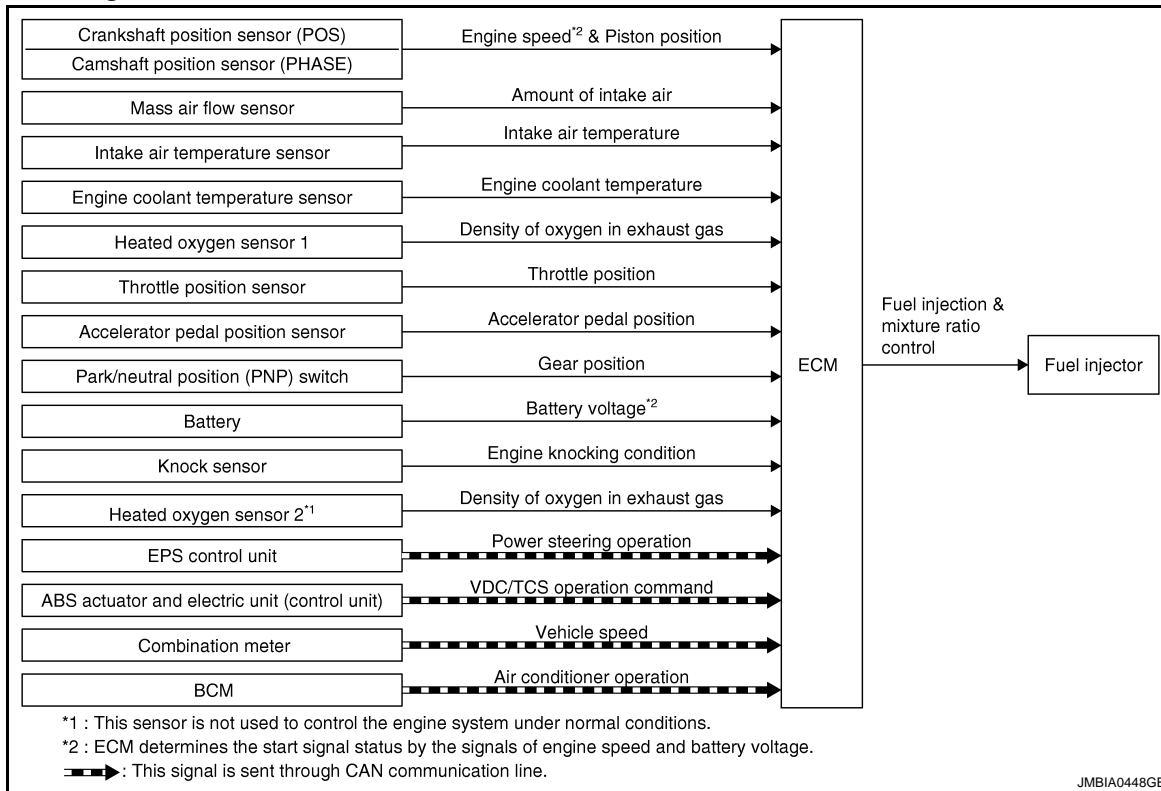 Crankshaft position sensor (POS)
Engine speed*2 & Piston position
Camshaft position sensor (PHASE)
Mass air flow sensor
Amount of intake air
Intake air temperature sensor
Intake air temperature
Engine coolant temperature sensor
Engine coolant temperature
Heated oxygen sensor 1
Density of oxygen in exhaust gas
Throttle position sensor
Throttle position
Accelerator pedal position sensor
Accelerator pedal position
Park/neutral position (PNP) switch
Gear position
Battery
Battery voltage*2
Knock sensor
Engine knocking condition
Heated oxygen sensor 2*1
Density of oxygen in exhaust gas
EPS control unit
Power steering operation
ABS actuator and electric unit (control unit)
VDC/TCS operation command
Combination meter
Vehicle speed
BCM
Air conditioner operation
ECM
Fuel injection &
mixture ratio
control
Fuel injector
*1 : This sensor is not used to control the engine system under normal conditions.
*2 : ECM determines the start signal status by the signals of engine speed and battery voltage.
: This signal is sent through CAN communication line.
JMBIA0448GB